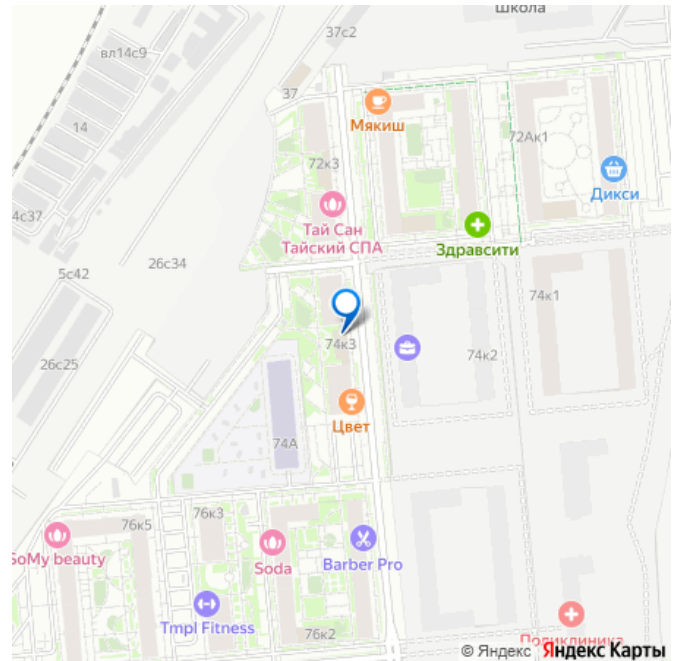 Школа
37с2
вл14с9
37
Мякиш
14
72к3
72Ак1
Дикси
4с37
Тай Сан
Тайский СПА
Здравсити
26с34
5с42
74к1
74к3
74к2
26с25
Цвет
74А
76к5
76к3
SoMy beauty
Soda
Barber Pro
Tmpl Fitness
76к2
Поликлиника
© Яндекс Яндекс Карты